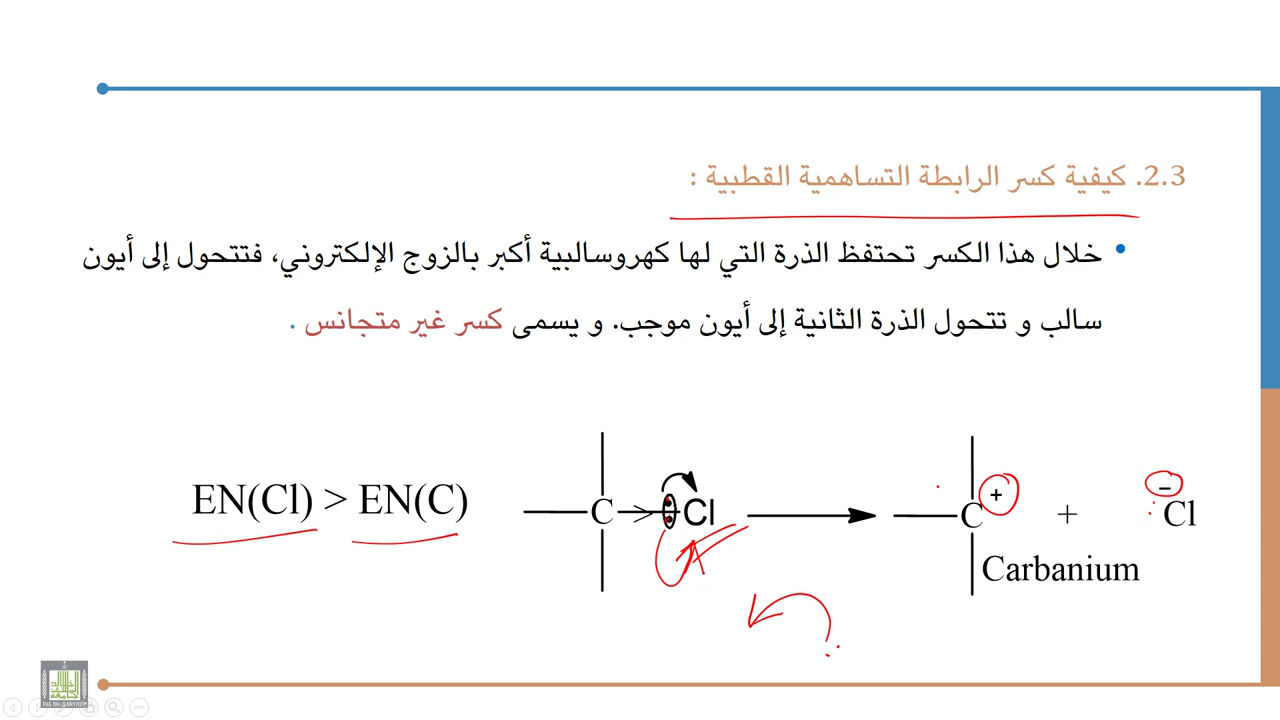 2.3. كيفية كسر الرابطة التساهمية القطبية :
• خلال هذا الكسر تحتفظ الذرة التي لها كهروسالبية أكبر بالزوج الإلكتروني، فتتحول إلى أيون
سالب و تتحول الذرة الثانية إلى أيون موجب. و يسمى كسر غير متجانس .
EN(Cl) > EN(C)
C Cl C + + − Cl
Carbanium